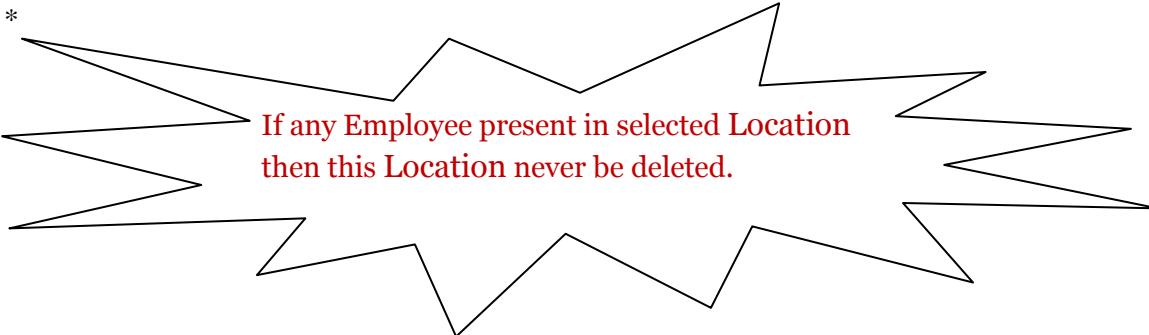 *
If any Employee present in selected Location
then this Location never be deleted.